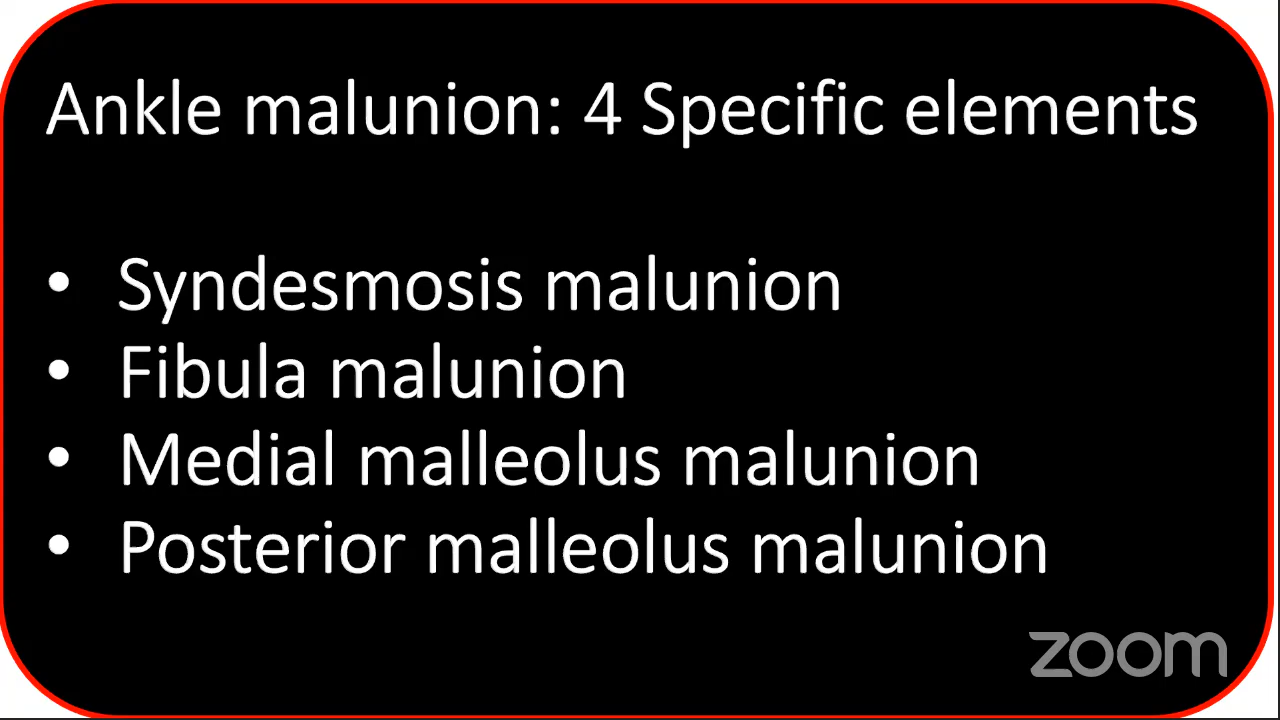 Ankle malunion: 4 Specific elements
• Syndesmosis malunion
• Fibula malunion
• Medial malleolus malunion
• Posterior malleolus malunion
zoom